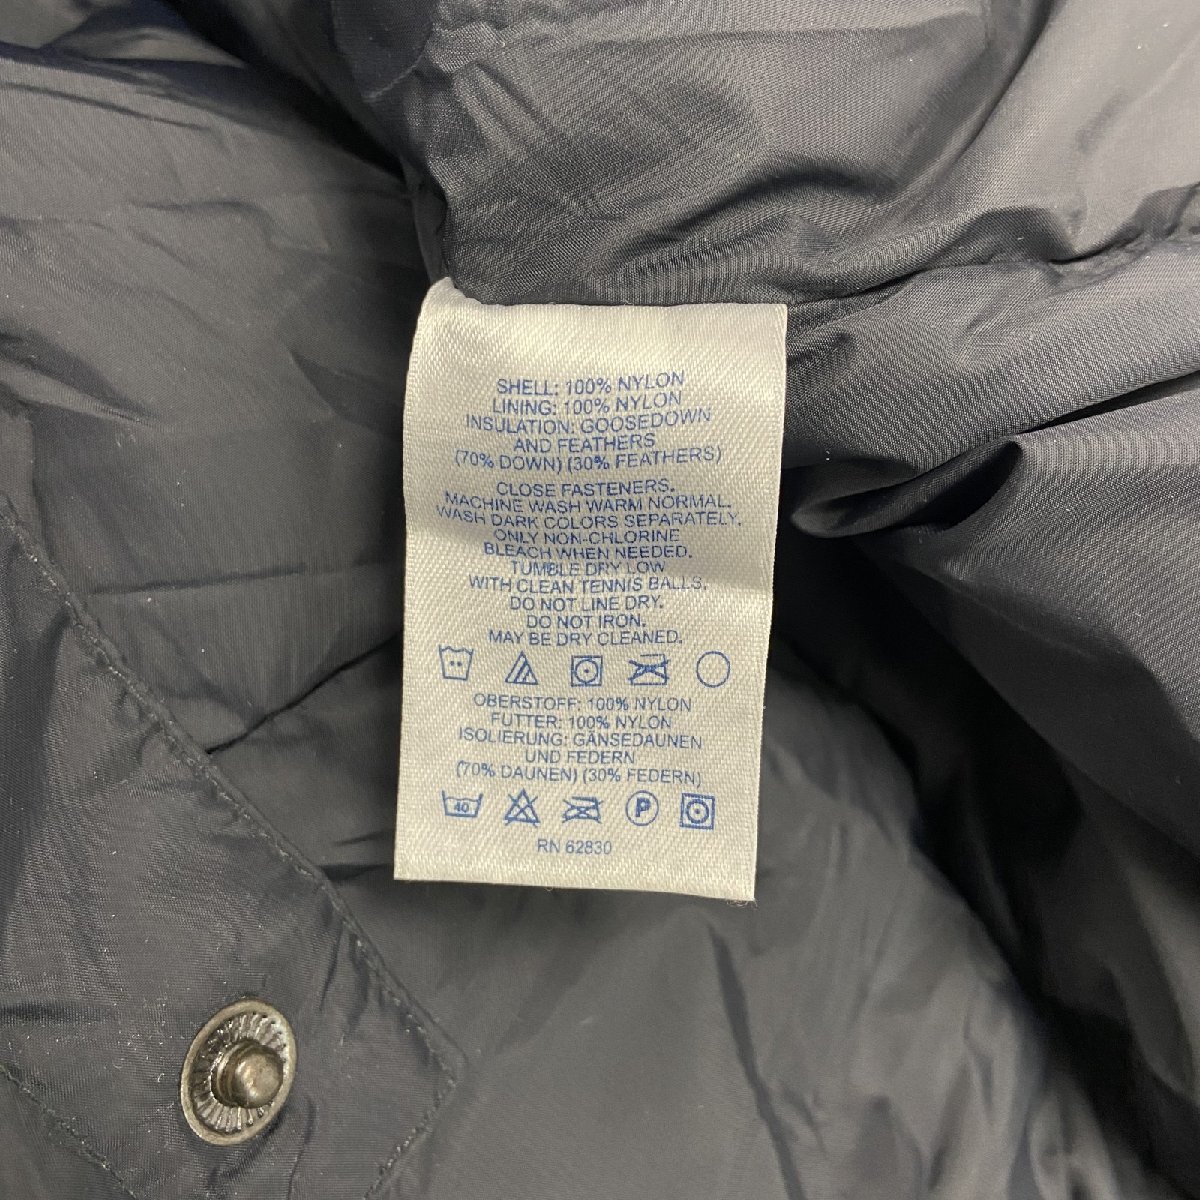 SHELL: 100% NYLON
LINING: 100% NYLON
INSULATION: GOOSEDOWN
AND FEATHERS
(70% DOWN) (30% FEATHERS)
CLOSE FASTENERS.
MACHINE WASH WARM NORMAL.
WASH DARK COLORS SEPARATELY.
ONLY NON-CHLORINE
BLEACH WHEN NEEDED.
TUMBLE DRY LOW
WITH CLEAN TENNIS BALLS.
DO NOT LINE DRY.
DO NOT IRON.
MAY BE DRY CLEANED.
OBERSTOFF: 100% NYLON
FUTTER: 100% NYLON
ISOLIERUNG: GÄNSEDAUNEN
UND FEDERN
(70% DAUNEN) (30% FEDERN)
40 P
RN 62830